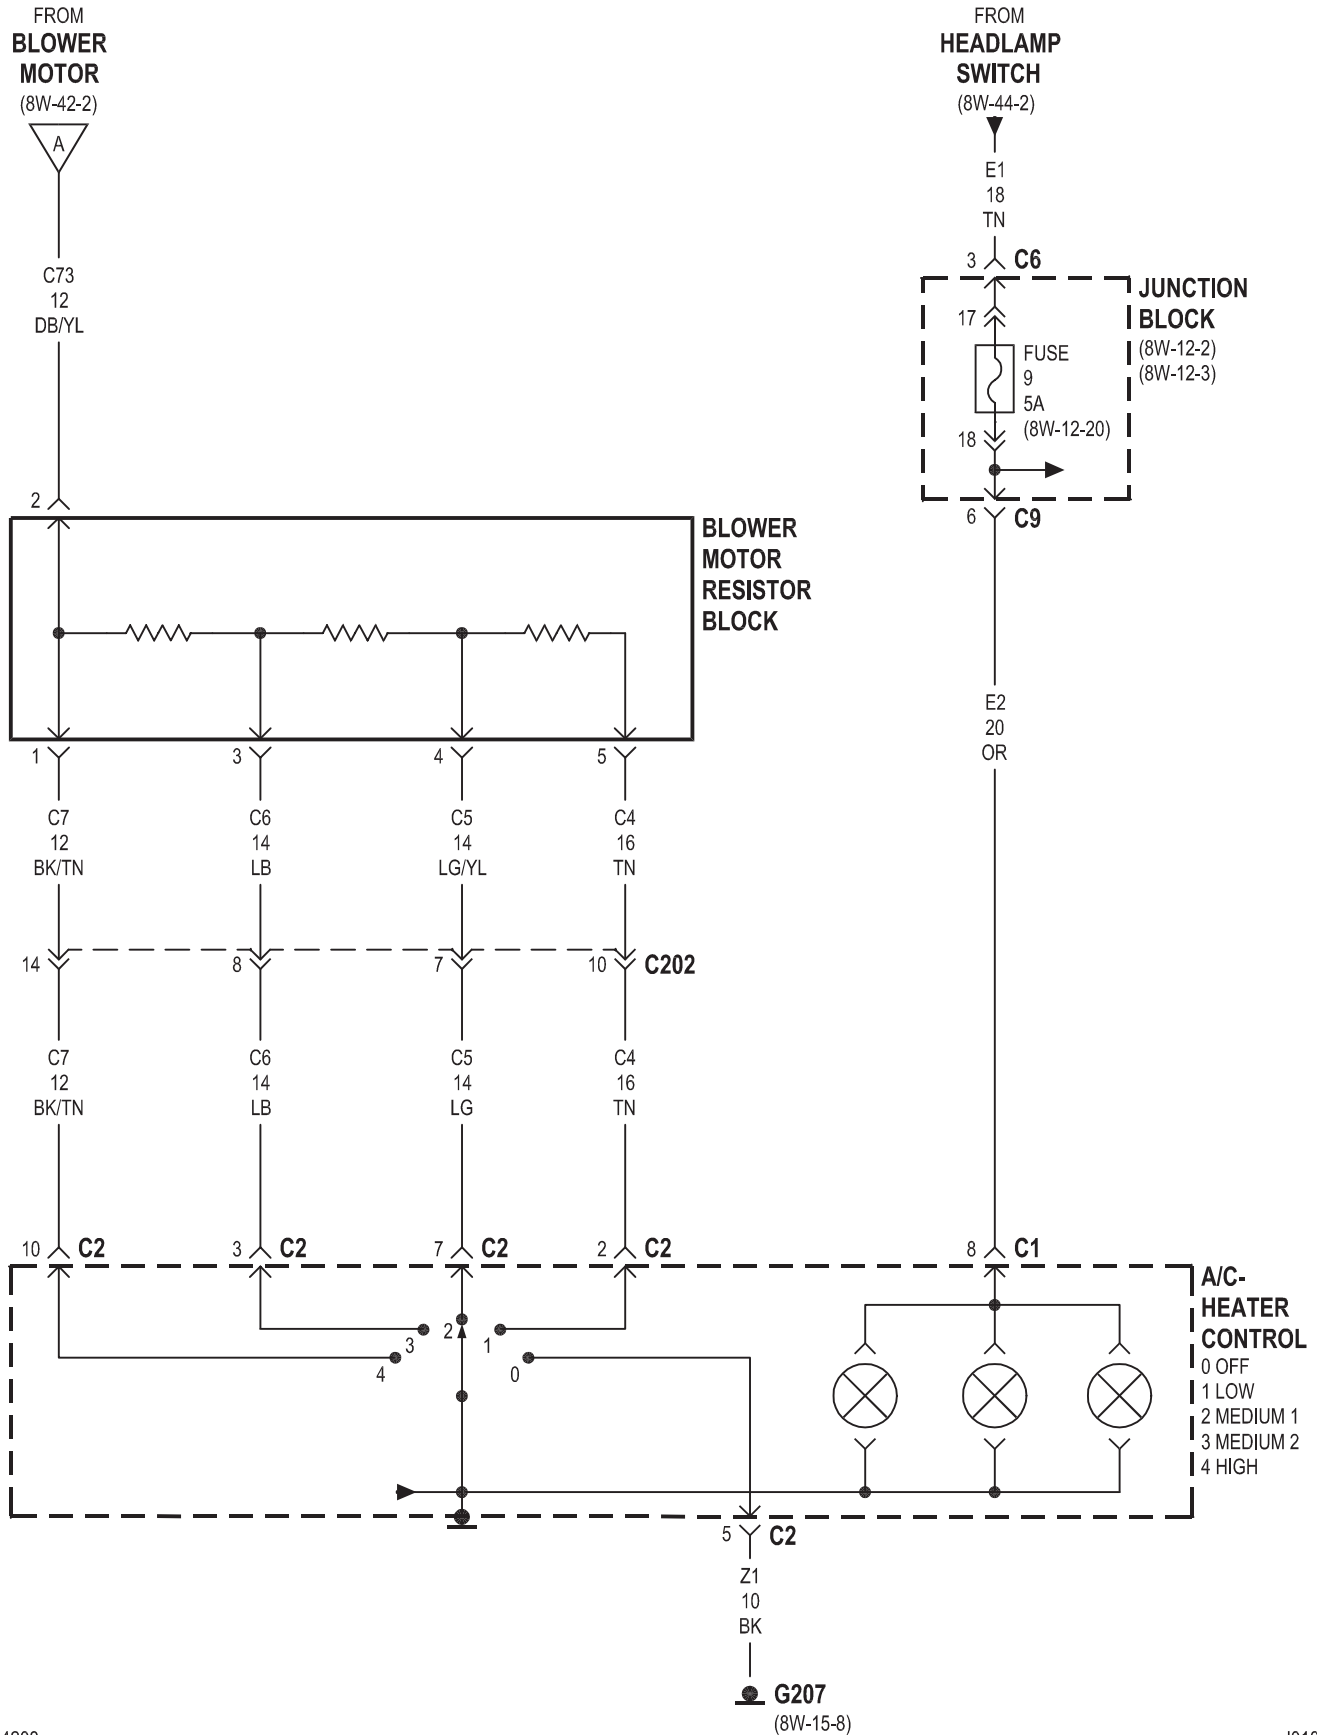 FROM
BLOWER
MOTOR
(8W-42-2)
A
C73
12
DB/YL
2
FROM
HEADLAMP
SWITCH
(8W-44-2)
E1
18
TN
3 C6
JUNCTION
BLOCK
(8W-12-2)
(8W-12-3)
17
FUSE
9
5A
(8W-12-20)
18
6 C9
BLOWER
MOTOR
RESISTOR
BLOCK
1 3 4 5
C7 C6 C5 C4
12 14 14 16
BK/TN LB LG/YL TN
E2
20
OR
14 8 7 10 C202
C7 C6 C5 C4
12 14 14 16
BK/TN LB LG TN
10 C2 3 C2 7 C2 2 C2 8 C1
A/C-
HEATER
CONTROL
0 OFF
1 LOW
2 MEDIUM 1
3 MEDIUM 2
4 HIGH
4 3 2 1 0
5 C2
Z1
10
BK
G207
(8W-15-8)